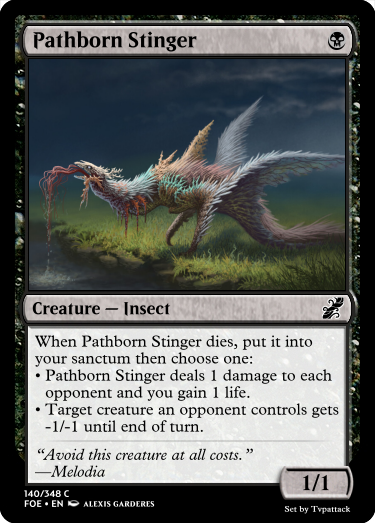 Pathborn Stinger
Creature — Insect
When Pathborn Stinger dies, put it into
your sanctum then choose one:
• Pathborn Stinger deals 1 damage to each
opponent and you gain 1 life.
• Target creature an opponent controls gets
-1/-1 until end of turn.
“Avoid this creature at all costs.”
—Melodia
1/1
140/348 C
FOE • EN ALEXIS GARDERES
Set by Tvpattack